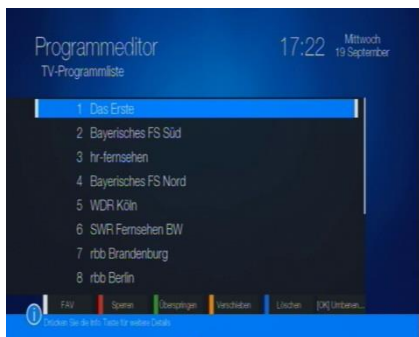 Programmeditor
17:22
Mittwoch
19 September
TV-Programmliste
1 Das Erste
2 Bayerisches FS Süd
3 hr-fernsehen
4 Bayerisches FS Nord
5 WDR Köln
6 SWR Fernsehen BW
7 rbb Brandenburg
8 rbb Berlin
FAV
Sperren
Überspringen
Verschieben
Löschen
[OK] Umbenen...
Drücken Sie die Info Taste für weitere Details